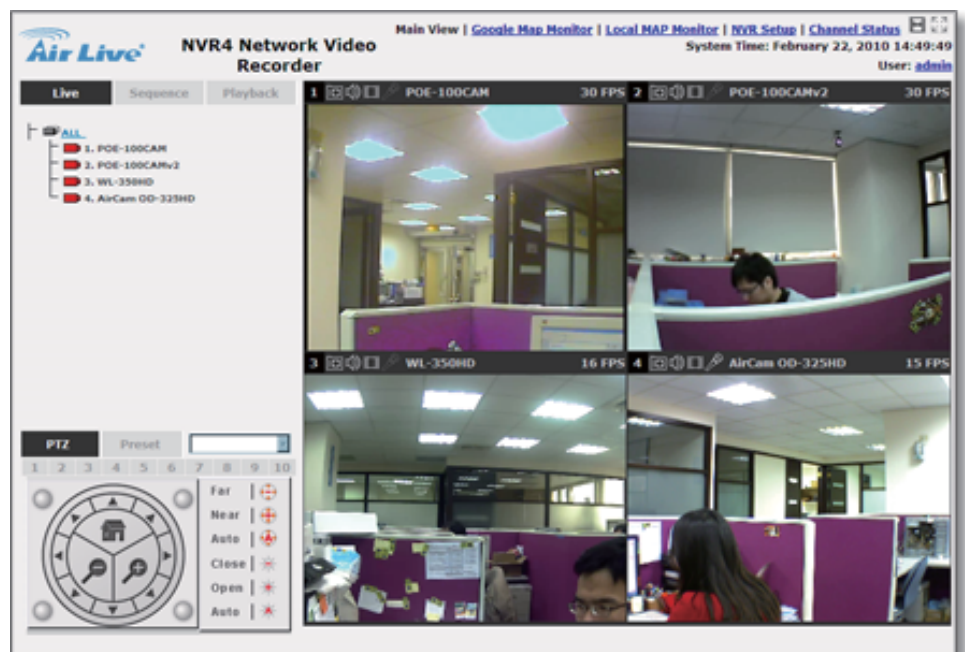 Air Live
NVR4 Network Video
Recorder
Main View | Google Map Monitor | Local MAP Monitor | NVR Setup | Channel Status
System Time: February 22, 2010 14:49:49
User: admin
Live Sequence Playback
ALL
1. POE-100CAM
2. POE-100CAMv2
3. WL-350HD
4. AirCam OD-325HD
1 POE-100CAM 30 FPS
2 POE-100CAMv2 30 FPS
3 WL-350HD 16 FPS
4 AirCam OD-325HD 15 FPS
PTZ Preset
1 2 3 4 5 6 7 8 9 10
Far
Near
Auto
Close
Open
Auto